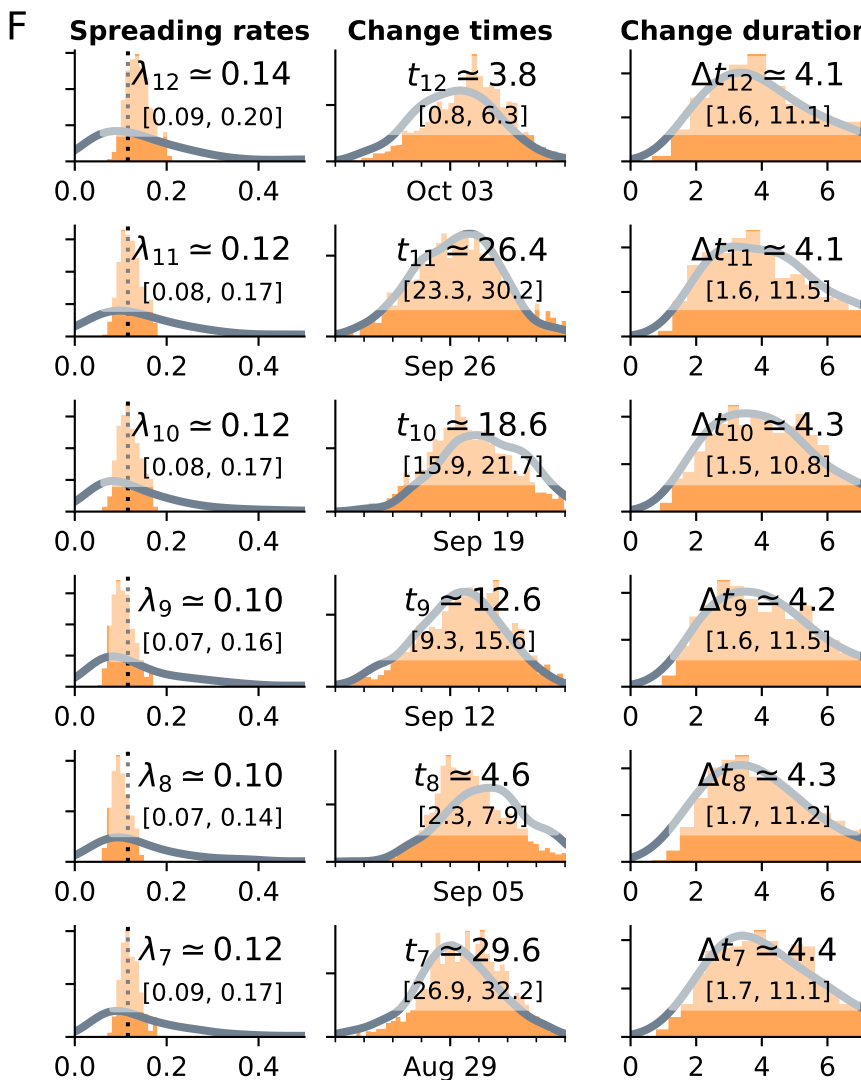 F
Spreading rates Change times Change duration
λ12 ≃ 0.14 t12 ≃ 3.8 Δt12 ≃ 4.1
[0.09, 0.20] [0.8, 6.3] [1.6, 11.1]
0.0 0.2 0.4 Oct 03 0 2 4 6
λ11 ≃ 0.12 t11 ≃ 26.4 Δt11 ≃ 4.1
[0.08, 0.17] [23.3, 30.2] [1.6, 11.5]
0.0 0.2 0.4 Sep 26 0 2 4 6
λ10 ≃ 0.12 t10 ≃ 18.6 Δt10 ≃ 4.3
[0.08, 0.17] [15.9, 21.7] [1.5, 10.8]
0.0 0.2 0.4 Sep 19 0 2 4 6
λ9 ≃ 0.10 t9 ≃ 12.6 Δt9 ≃ 4.2
[0.07, 0.16] [9.3, 15.6] [1.6, 11.5]
0.0 0.2 0.4 Sep 12 0 2 4 6
λ8 ≃ 0.10 t8 ≃ 4.6 Δt8 ≃ 4.3
[0.07, 0.14] [2.3, 7.9] [1.7, 11.2]
0.0 0.2 0.4 Sep 05 0 2 4 6
λ7 ≃ 0.12 t7 ≃ 29.6 Δt7 ≃ 4.4
[0.09, 0.17] [26.9, 32.2] [1.7, 11.1]
0.0 0.2 0.4 Aug 29 0 2 4 6